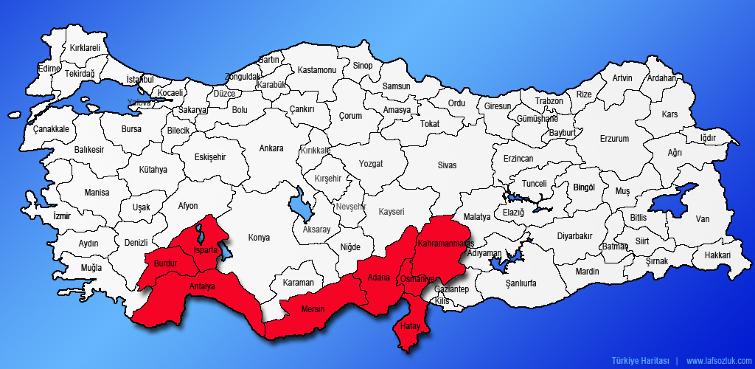 Kırklareli
Edirne
Tekirdağ
İstanbul
Kocaeli
Yalova
Sakarya
Düzce
Zonguldak
Bartın
Karabük
Kastamonu
Sinop
Samsun
Bolu
Çankırı
Çorum
Amasya
Ordu
Giresun
Trabzon
Rize
Artvin
Ardahan
Kars
Iğdır
Ağrı
Tokat
Gümüşhane
Bayburt
Erzurum
Çanakkale
Bursa
Bilecik
Balıkesir
Eskişehir
Ankara
Kırıkkale
Yozgat
Sivas
Erzincan
Kütahya
Manisa
Uşak
Afyon
Kırşehir
Nevşehir
Kayseri
Malatya
Elazığ
Tunceli
Bingöl
Muş
Bitlis
Van
İzmir
Aydın
Denizli
Muğla
Isparta
Burdur
Antalya
Konya
Aksaray
Niğde
Karaman
Mersin
Adana
Kahramanmaraş
Osmaniye
Hatay
Gaziantep
Kilis
Adıyaman
Şanlıurfa
Diyarbakır
Mardin
Batman
Siirt
Şırnak
Hakkari
Türkiye Haritası | www.lafsozluk.com